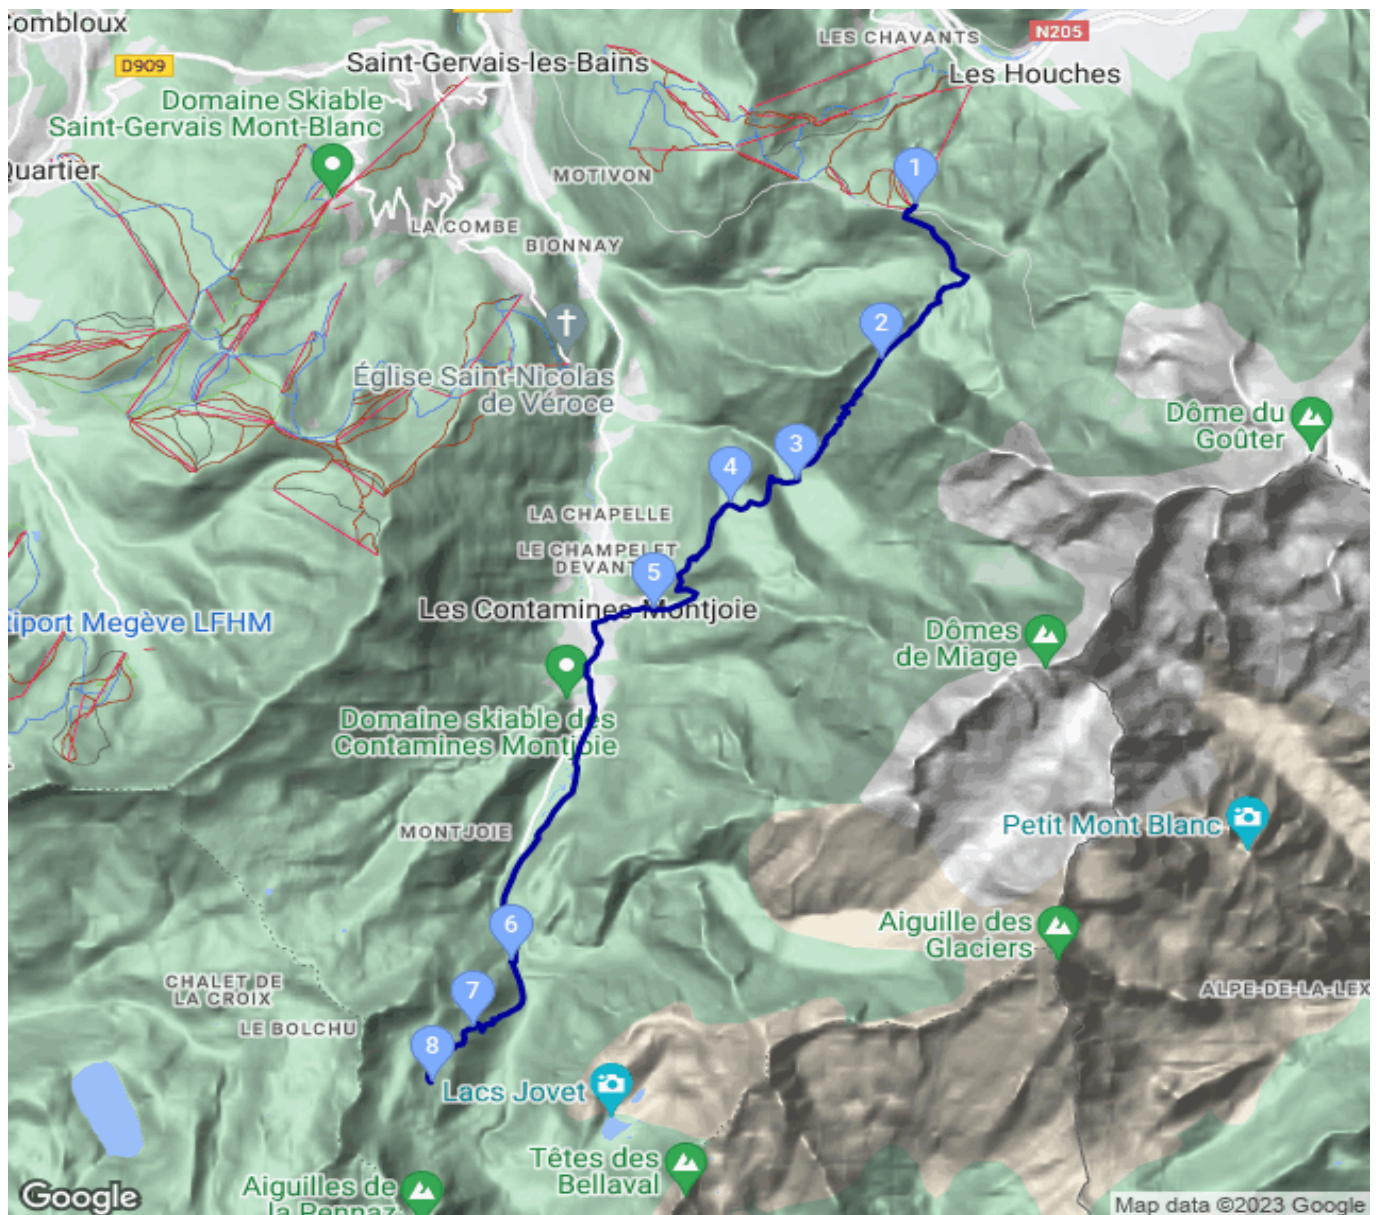 Combloux
D909
Saint-Gervais-les-Bains
LES CHAVANTS
N205
Les Houches
Domaine Skiable
Saint-Gervais Mont-Blanc
Quartier
MOTIVON
1
LA COMBE
BIONNAY
2
Église Saint-Nicolas
de Véroce
Dôme du
Goûter
3
4
LA CHAPELLE
LE CHAMPELET
DEVANT
5
Les Contamines-Montjoie
tiport Megève LFHM
Dômes
de Miage
Domaine skiable des
Contamines Montjoie
MONTJOIE
Petit Mont Blanc
6
Aiguille des
Glaciers
CHALET DE
LA CROIX
7
ALPE-DE-LA-LEX
LE BOLCHU
8
Lacs Jovet
Têtes des
Bellaval
Aiguilles de
la Pennaz
Google
Map data ©2023 Google